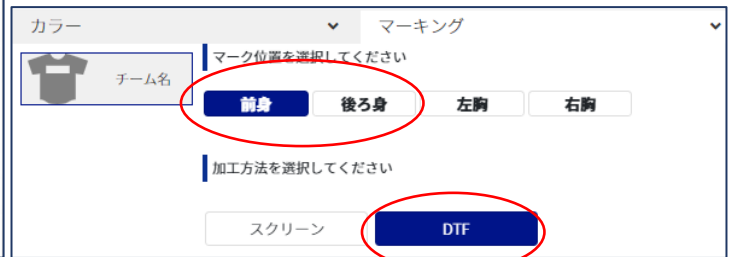 カラー
マーキング
チーム名
マーク位置を選択してください
前身
後ろ身
左胸
右胸
加工方法を選択してください
スクリーン
DTF